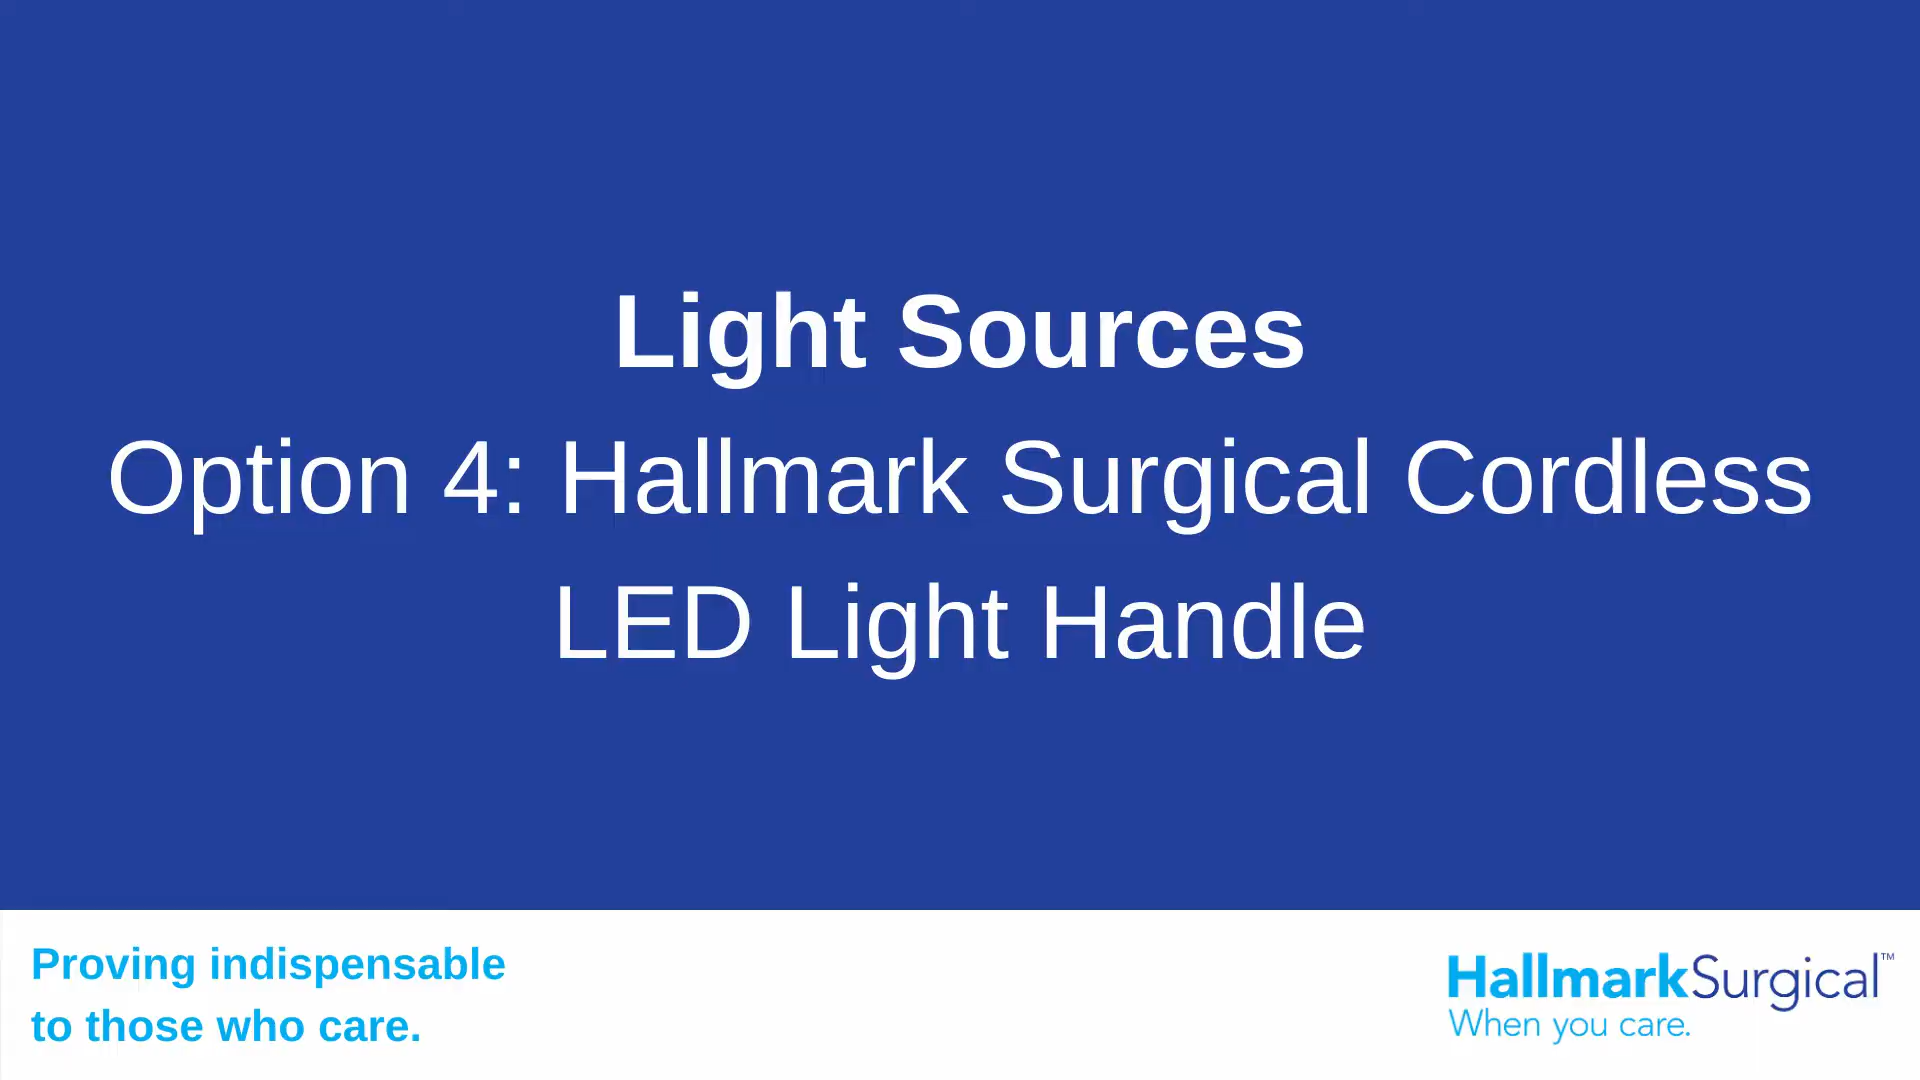 Light Sources
Option 4: Hallmark Surgical Cordless
LED Light Handle
Proving indispensable
to those who care.
HallmarkSurgical™
When you care.